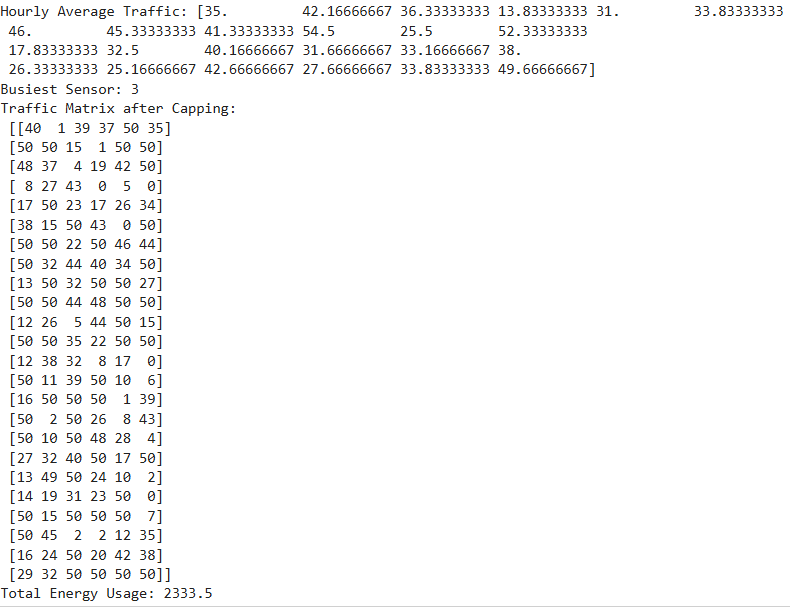 Hourly Average Traffic: [35.         42.16666667 36.33333333 13.83333333 31.         33.83333333
 46.         45.33333333 41.33333333 54.5        25.5        52.33333333
 17.83333333 32.5        40.16666667 31.66666667 33.16666667 38.
 26.33333333 25.16666667 42.66666667 27.66666667 33.83333333 49.66666667]
Busiest Sensor: 3
Traffic Matrix after Capping:
 [[40  1 39 37 50 35]
 [50 50 15  1 50 50]
 [48 37  4 19 42 50]
 [ 8 27 43  0  5  0]
 [17 50 23 17 26 34]
 [38 15 50 43  0 50]
 [50 50 22 50 46 44]
 [50 32 44 40 34 50]
 [13 50 32 50 50 27]
 [50 50 44 48 50 50]
 [12 26  5 44 50 15]
 [50 50 35 22 50 50]
 [12 38 32  8 17  0]
 [50 11 39 50 10  6]
 [16 50 50 50  1 39]
 [50  2 50 26  8 43]
 [50 10 50 48 28  4]
 [27 32 40 50 17 50]
 [13 49 50 24 10  2]
 [14 19 31 23 50  0]
 [50 15 50 50 50  7]
 [50 45  2  2 12 35]
 [16 24 50 20 42 38]
 [29 32 50 50 50 50]]
Total Energy Usage: 2333.5